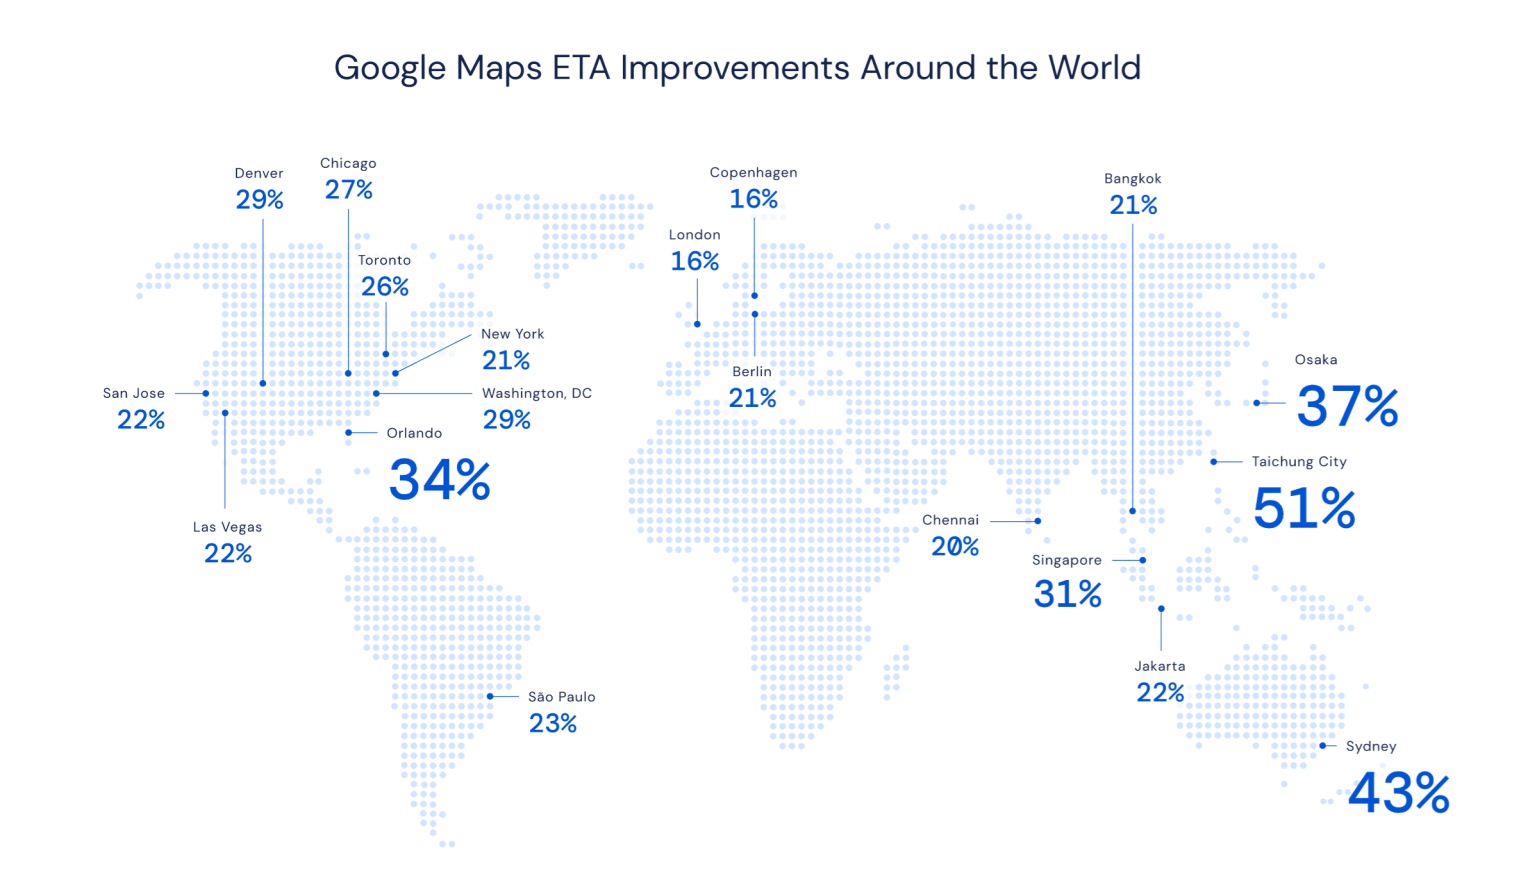 Google Maps ETA Improvements Around the World
Denver
29%
Chicago
27%
Toronto
26%
New York
21%
San Jose
22%
Washington, DC
29%
Orlando
34%
Las Vegas
22%
São Paulo
23%
Copenhagen
16%
London
16%
Berlin
21%
Bangkok
21%
Osaka
37%
Taichung City
51%
Chennai
20%
Singapore
31%
Jakarta
22%
Sydney
43%